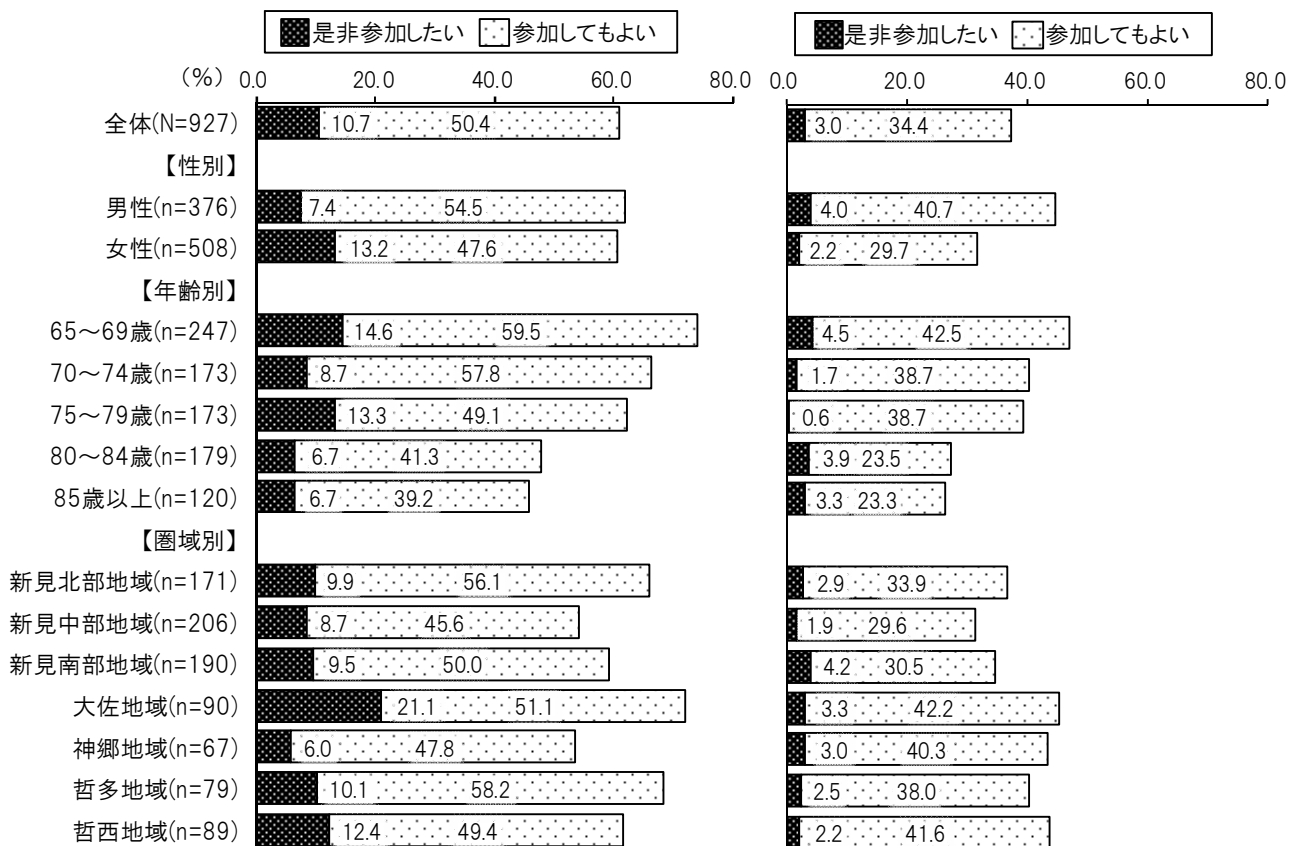 是非参加したい 参加してもよい 是非参加したい 参加してもよい
(%) 0.0 20.0 40.0 60.0 80.0 0.0 20.0 40.0 60.0 80.0
全体(N=927) 10.7 50.4 3.0 34.4
【性別】
男性(n=376) 7.4 54.5 4.0 40.7
女性(n=508) 13.2 47.6 2.2 29.7
【年齢別】
65～69歳(n=247) 14.6 59.5 4.5 42.5
70～74歳(n=173) 8.7 57.8 1.7 38.7
75～79歳(n=173) 13.3 49.1 0.6 38.7
80～84歳(n=179) 6.7 41.3 3.9 23.5
85歳以上(n=120) 6.7 39.2 3.3 23.3
【圏域別】
新見北部地域(n=171) 9.9 56.1 2.9 33.9
新見中部地域(n=206) 8.7 45.6 1.9 29.6
新見南部地域(n=190) 9.5 50.0 4.2 30.5
大佐地域(n=90) 21.1 51.1 3.3 42.2
神郷地域(n=67) 6.0 47.8 3.0 40.3
哲多地域(n=79) 10.1 58.2 2.5 38.0
哲西地域(n=89) 12.4 49.4 2.2 41.6